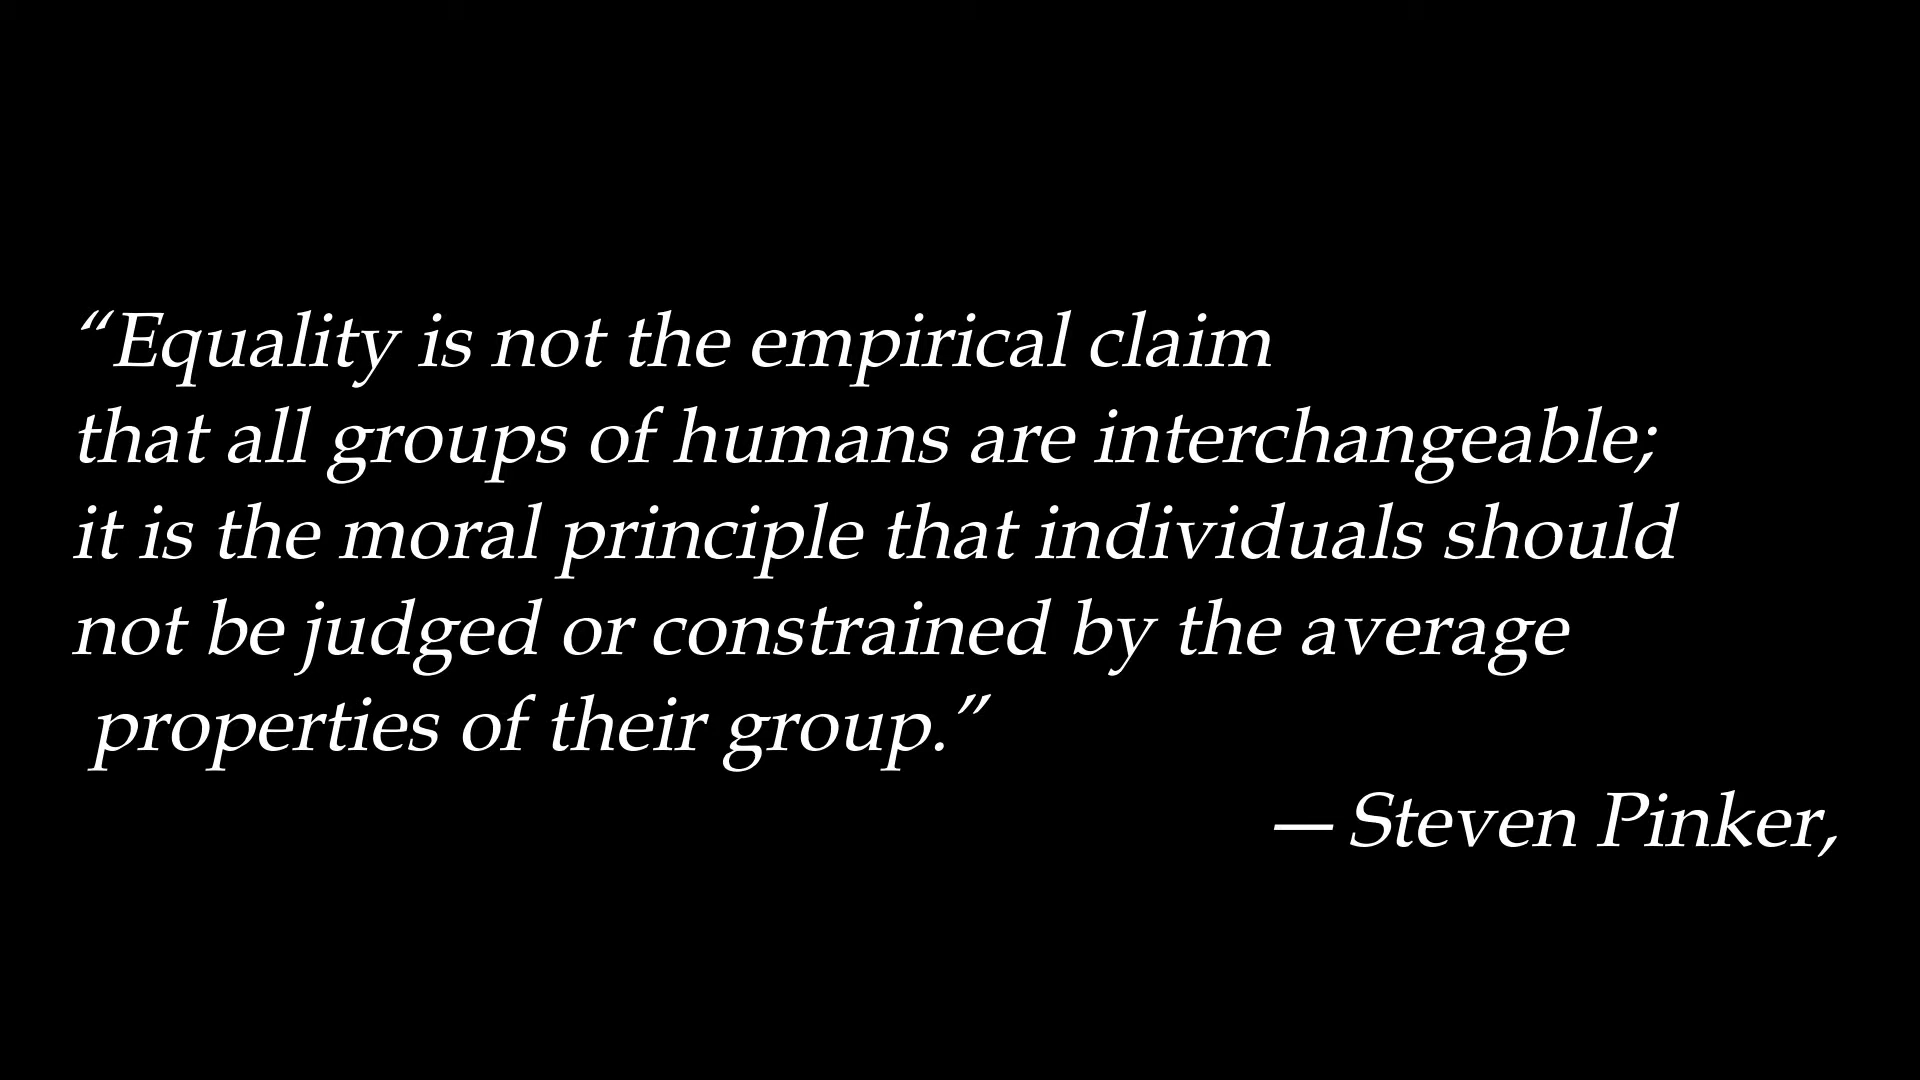 “Equality is not the empirical claim
that all groups of humans are interchangeable;
it is the moral principle that individuals should
not be judged or constrained by the average
properties of their group.”
—Steven Pinker,